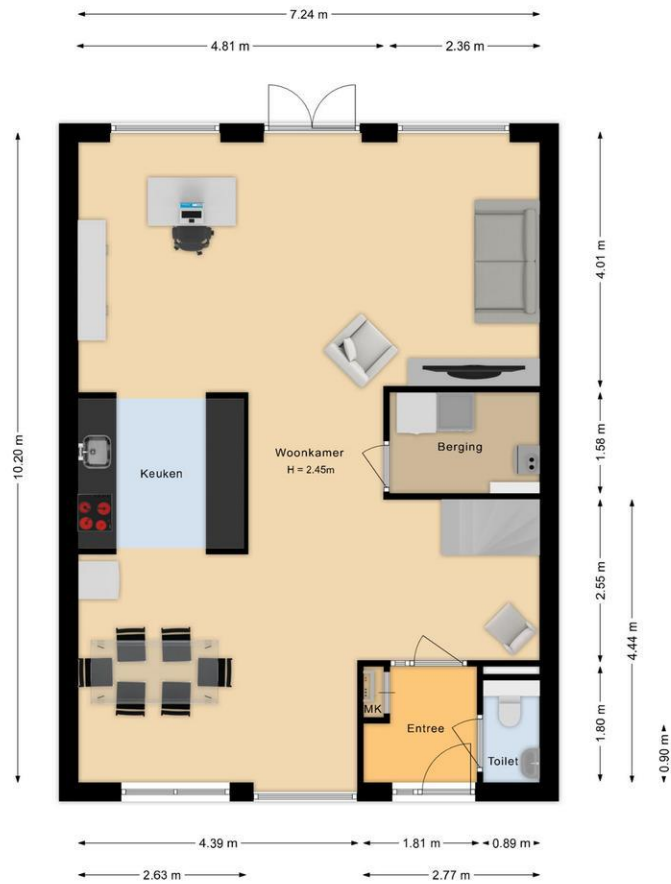 7.24 m
4.81 m
2.36 m
10.20 m
4.01 m
Woonkamer
H = 2.45m
Berging
Keuken
1.58 m
2.55 m
4.44 m
MK
Entree
Toilet
1.80 m
0.90 m
4.39 m
1.81 m
0.89 m
2.63 m
2.77 m